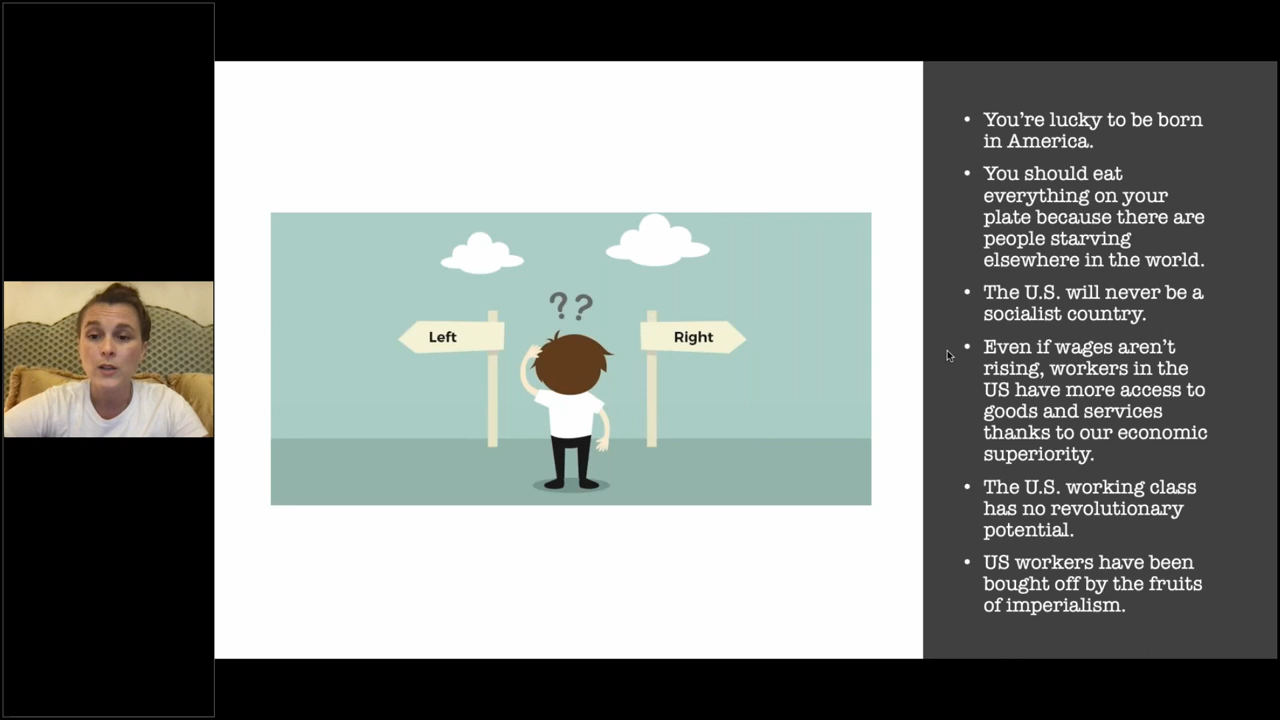 ??
Left
Right
• You’re lucky to be born
in America.
• You should eat
everything on your
plate because there are
people starving
elsewhere in the world.
• The U.S. will never be a
socialist country.
• Even if wages aren’t
rising, workers in the
US have more access to
goods and services
thanks to our economic
superiority.
• The U.S. working class
has no revolutionary
potential.
• US workers have been
bought off by the fruits
of imperialism.